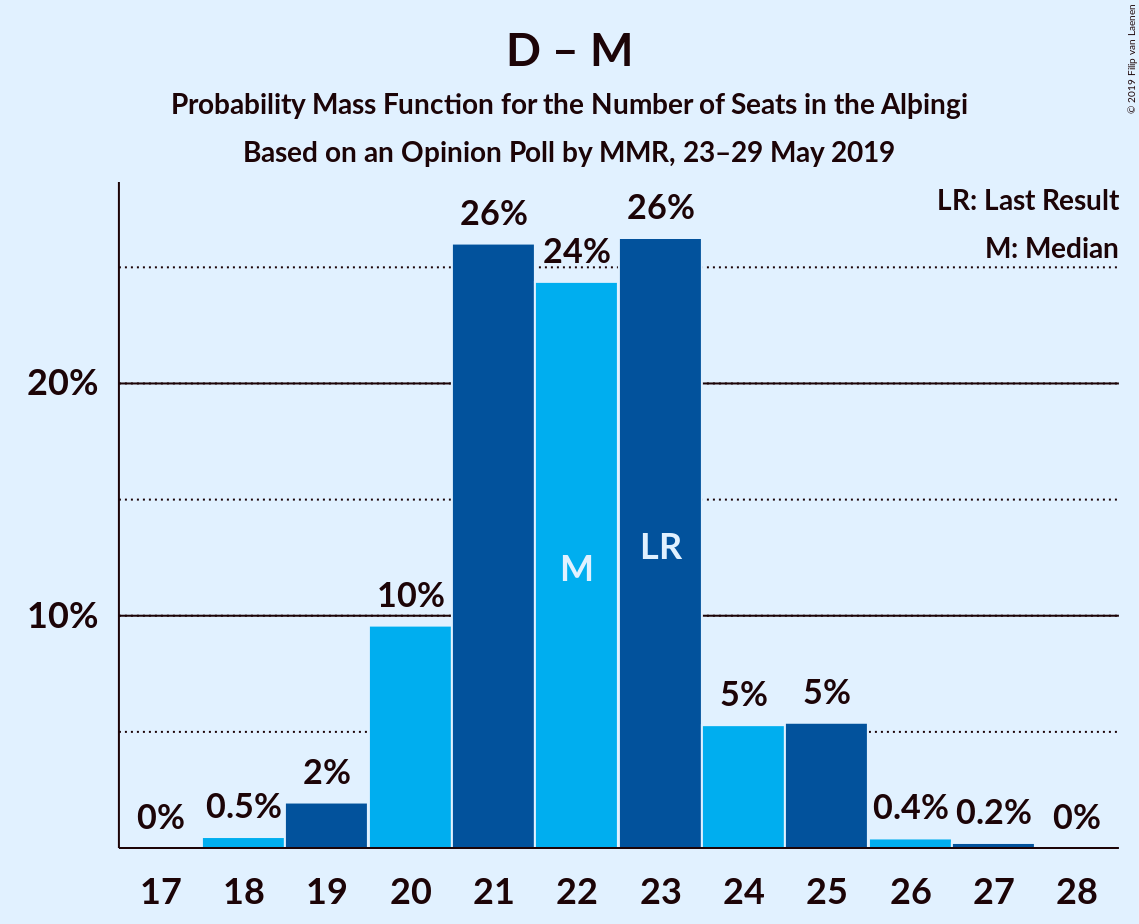 D – M
Probability Mass Function for the Number of Seats in the Alþingi
Based on an Opinion Poll by MMR, 23–29 May 2019
© 2019 Filip van Laenen
LR: Last Result
M: Median
20%
10%
0%
0.5%
2%
10%
26%
24%
26%
5%
5%
0.4%
0.2%
0%
M
LR
17 18 19 20 21 22 23 24 25 26 27 28